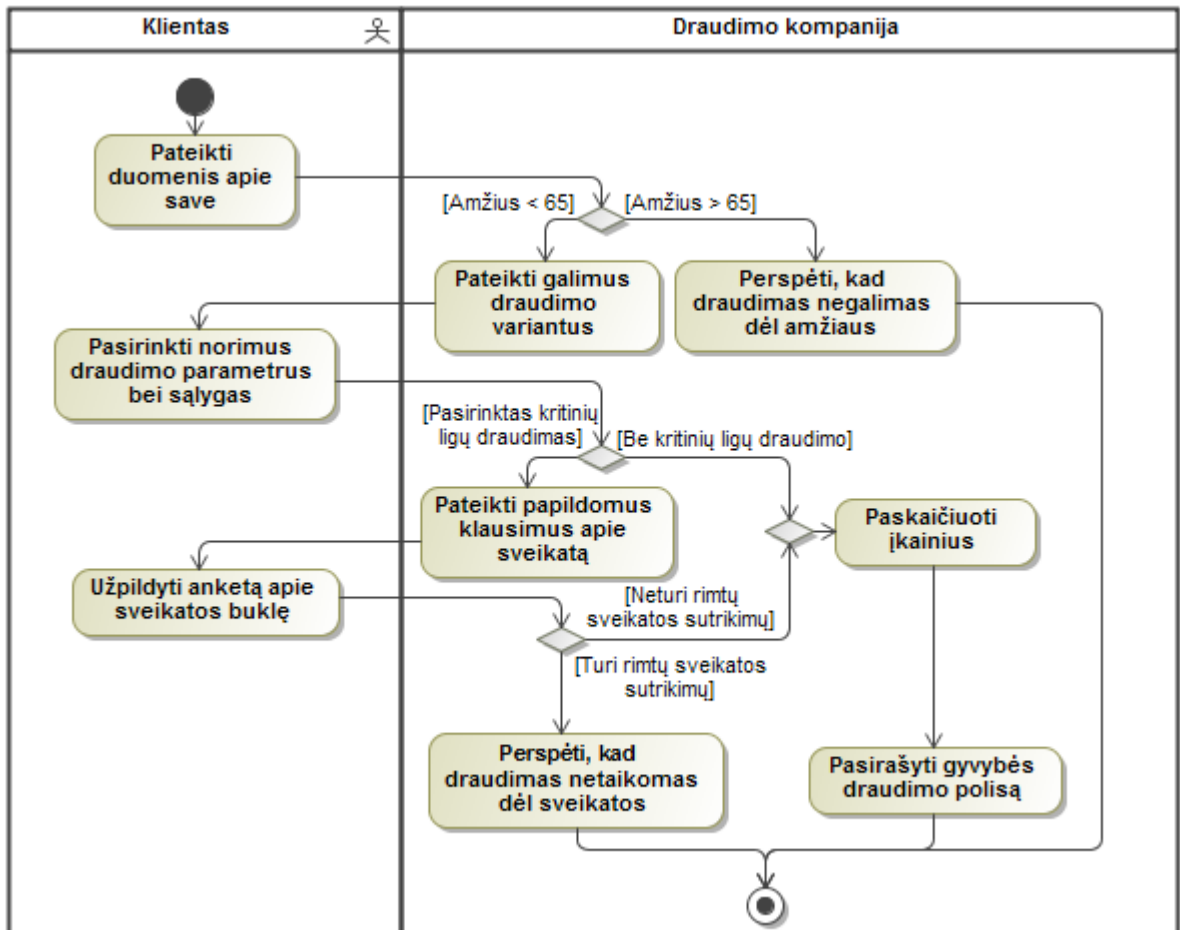 Klientas
Draudimo kompanija
Pateikti
duomenis apie
save
[Amžius < 65]
[Amžius > 65]
Pateikti galimus
draudimo
variantus
Perspėti, kad
draudimas negalimas
dėl amžiaus
Pasirinkti norimus
draudimo parametrus
bei sąlygas
[Pasirinktas kritinių
ligų draudimas]
[Be kritinių ligų draudimo]
Pateikti papildomus
klausimus apie
sveikatą
Paskaičiuoti
įkainius
Užpildyti anketą apie
sveikatos buklę
[Neturi rimtų
sveikatos sutrikimų]
[Turi rimtų sveikatos
sutrikimų]
Perspėti, kad
draudimas netaikomas
dėl sveikatos
Pasirašyti gyvybės
draudimo polisą